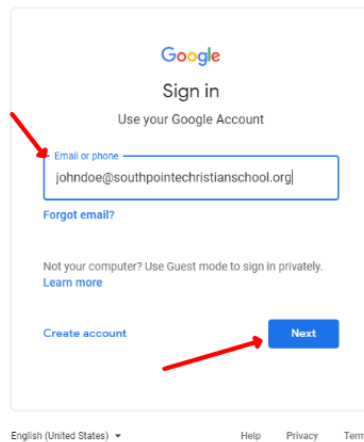 Google
Sign in
Use your Google Account
Email or phone
johndoe@southpointechristianschool.org
Forgot email?
Not your computer? Use Guest mode to sign in privately.
Learn more
Create account
Next
English (United States)
Help
Privacy
Term